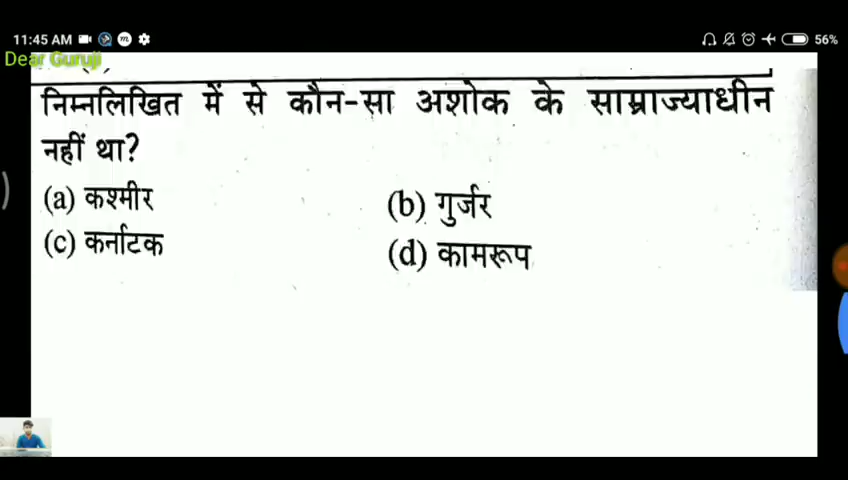 11:45 AM
56%
Dear Guruji
निम्नलिखित में से कौन-सा अशोक के साम्राज्याधीन
नहीं था?
(a) कश्मीर
(b) गुर्जर
(c) कर्नाटक
(d) कामरूप